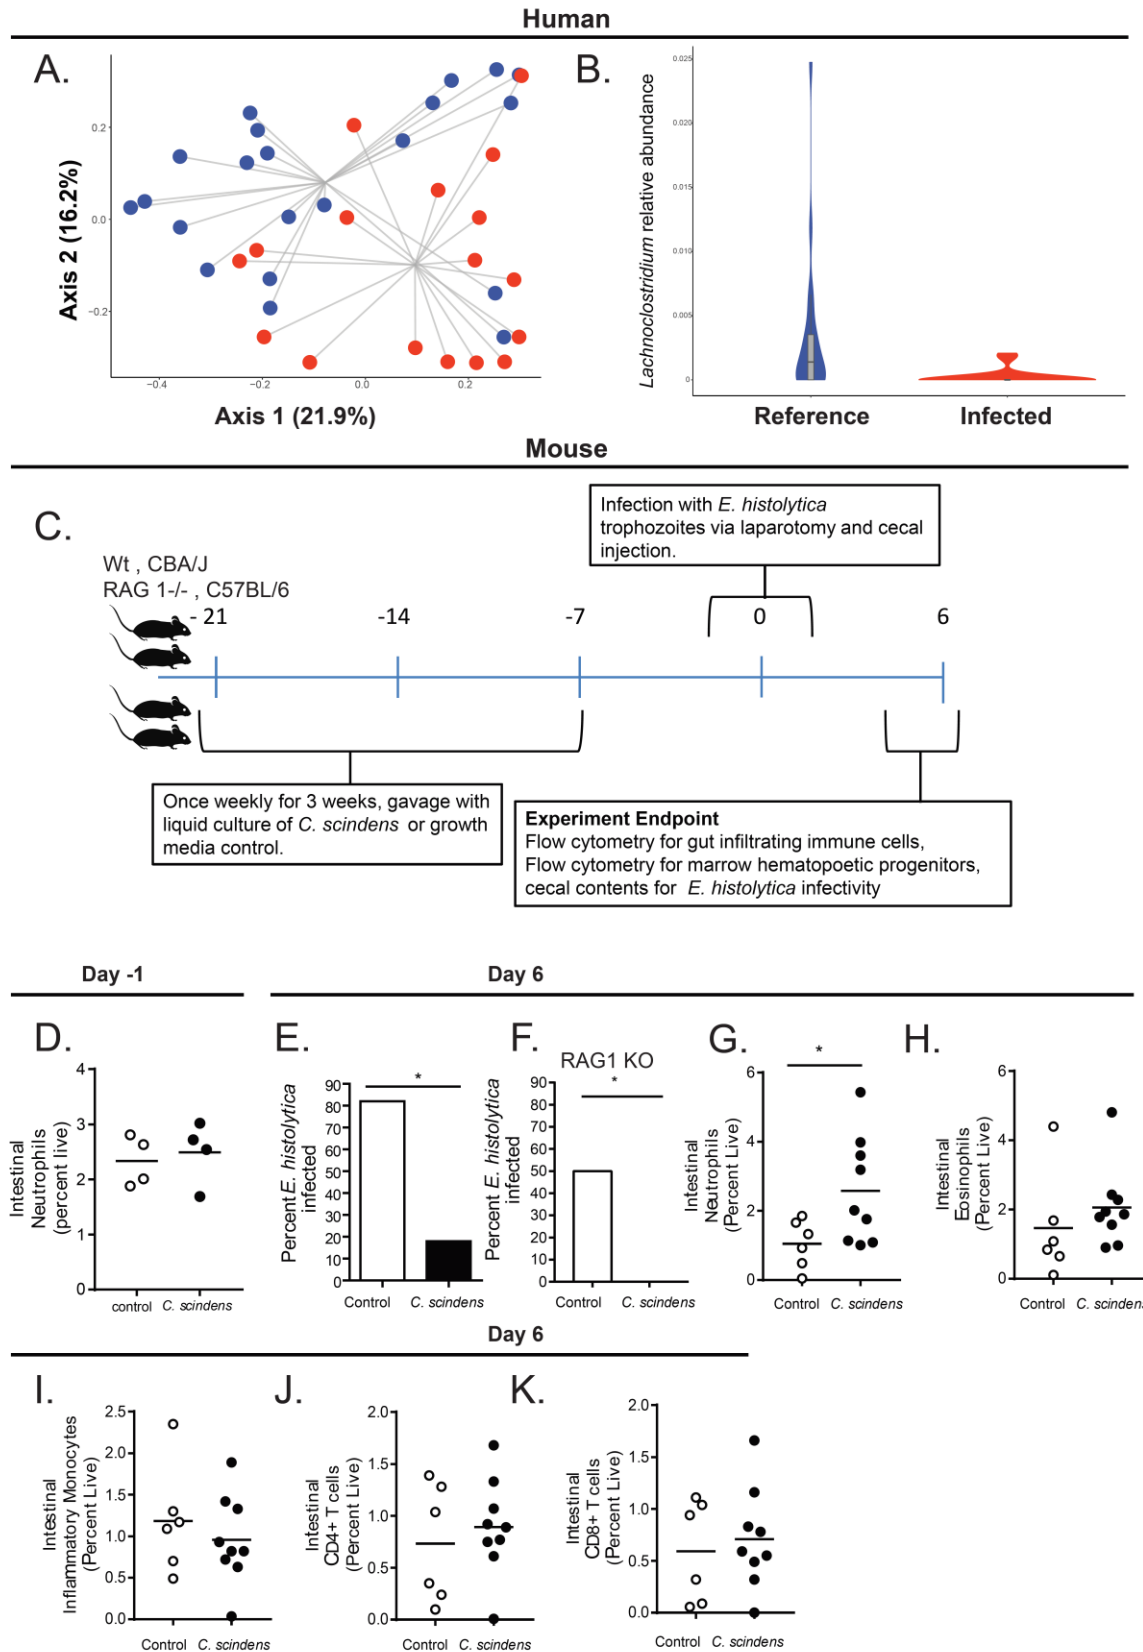 Human
A.
0.2
0.0
−0.2
−0.4
−0.2
0.0
0.2
Axis 2 (16.2%)
Axis 1 (21.9%)
B.
0.025
0.020
0.015
0.010
0.005
0
Lachnoclostridium relative abundance
Reference
Infected
Mouse
C.
Wt , CBA/J
RAG 1-/- , C57BL/6
Infection with E. histolytica
trophozoites via laparotomy and cecal
injection.
- 21
-14
-7
0
6
Once weekly for 3 weeks, gavage with
liquid culture of C. scindens or growth
media control.
Experiment Endpoint
Flow cytometry for gut infiltrating immune cells,
Flow cytometry for marrow hematopoetic progenitors,
cecal contents for E. histolytica infectivity
Day -1
Day 6
D.
Intestinal
Neutrophils
(percent live)
4
3
2
1
0
control
C. scindens
E.
Percent E. histolytica
infected
90
80
70
60
50
40
30
20
10
0
*
Control
C. scindens
F.
RAG1 KO
Percent E. histolytica
infected
90
80
70
60
50
40
30
20
10
0
*
Control
C. scindens
G.
Intestinal
Neutrophils
(Percent Live)
6
4
2
0
*
Control
C. scindens
H.
Intestinal
Eosinophils
(Percent Live)
6
4
2
0
Control
C. scindens
Day 6
I.
Intestinal
Inflammatory Monocytes
(Percent Live)
2.5
2.0
1.5
1.0
0.5
0.0
Control
C. scindens
J.
Intestinal
CD4+ T cells
(Percent Live)
2.0
1.5
1.0
0.5
0.0
Control
C. scindens
K.
Intestinal
CD8+ T cells
(Percent Live)
2.0
1.5
1.0
0.5
0.0
Control
C. scindens